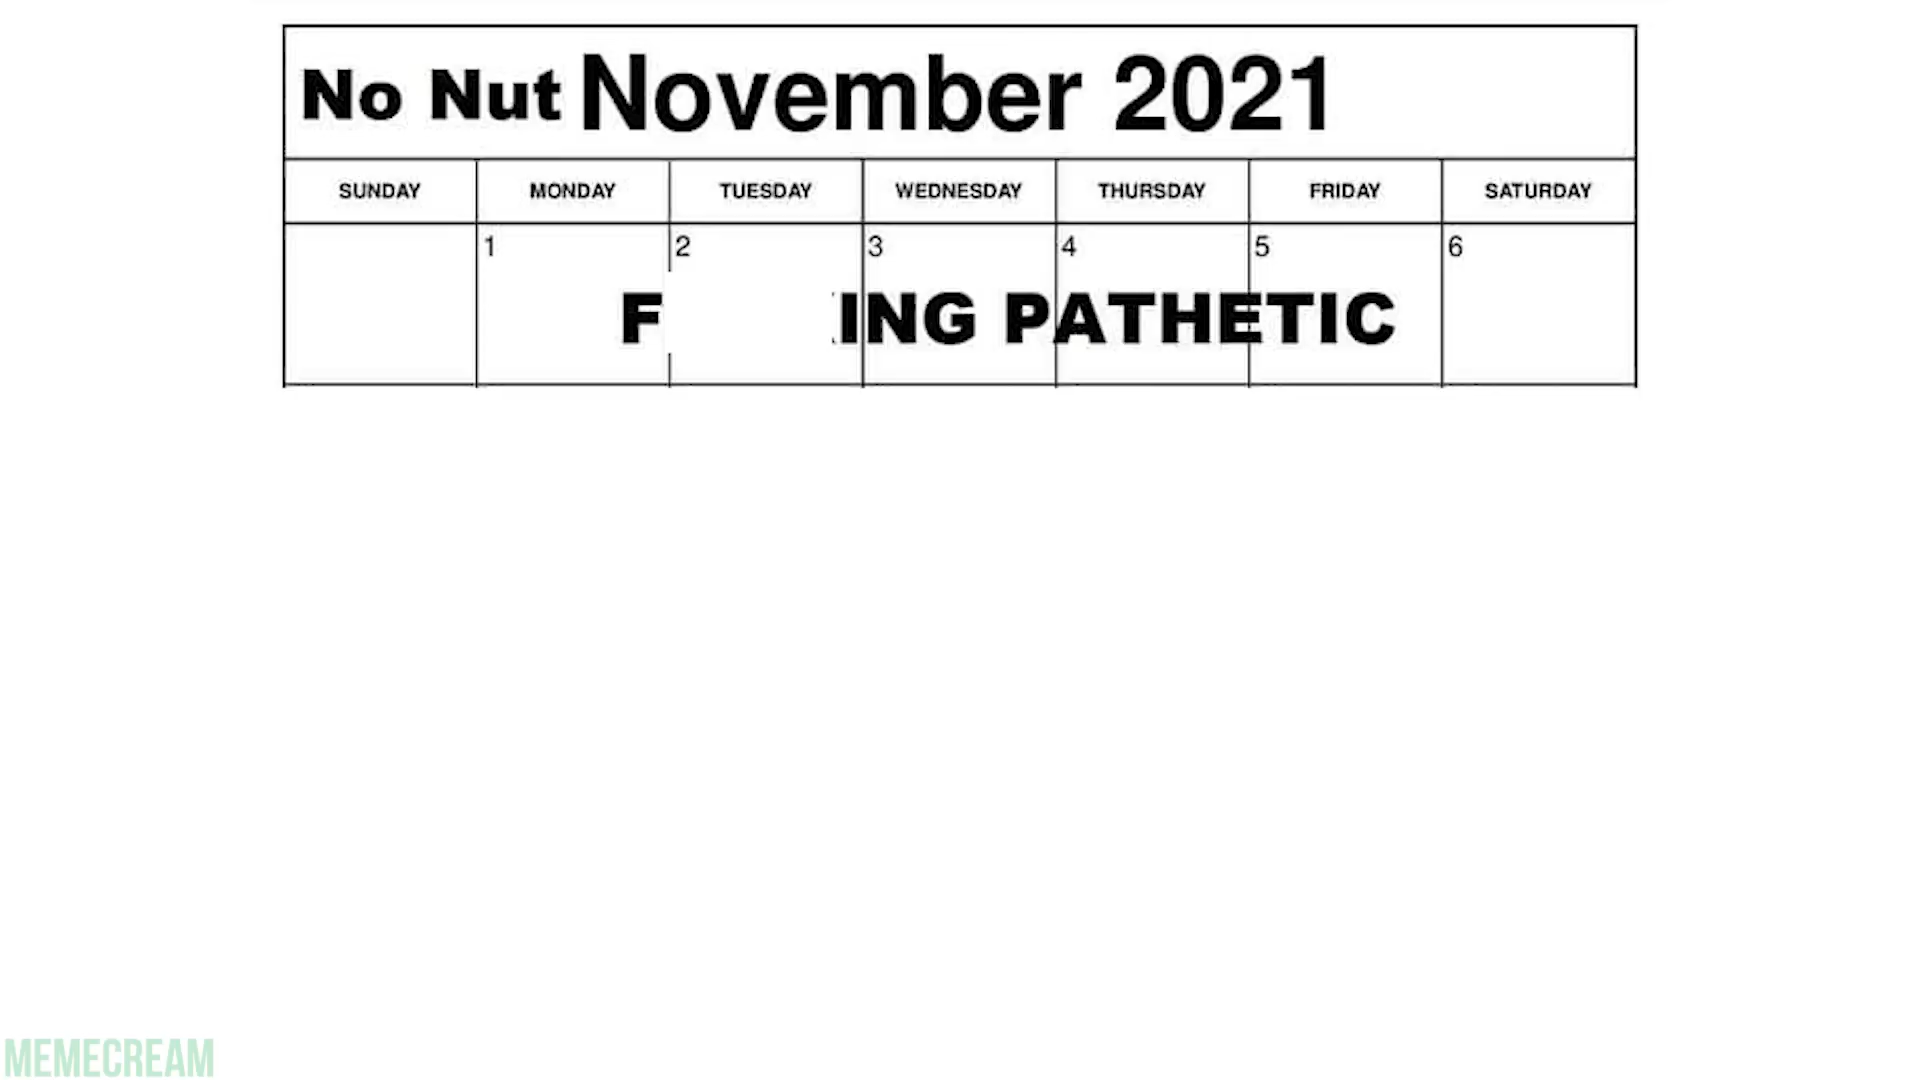 No Nut November 2021
SUNDAY MONDAY TUESDAY WEDNESDAY THURSDAY FRIDAY SATURDAY
1 2 3 4 5 6
F ING PATHETIC
MEMECREAM